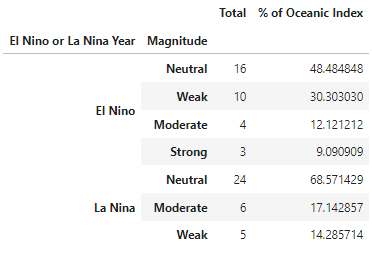 Total % of Oceanic Index
El Nino or La Nina Year Magnitude
El Nino Neutral 16 48.484848
Weak 10 30.303030
Moderate 4 12.121212
Strong 3 9.090909
La Nina Neutral 24 68.571429
Moderate 6 17.142857
Weak 5 14.285714